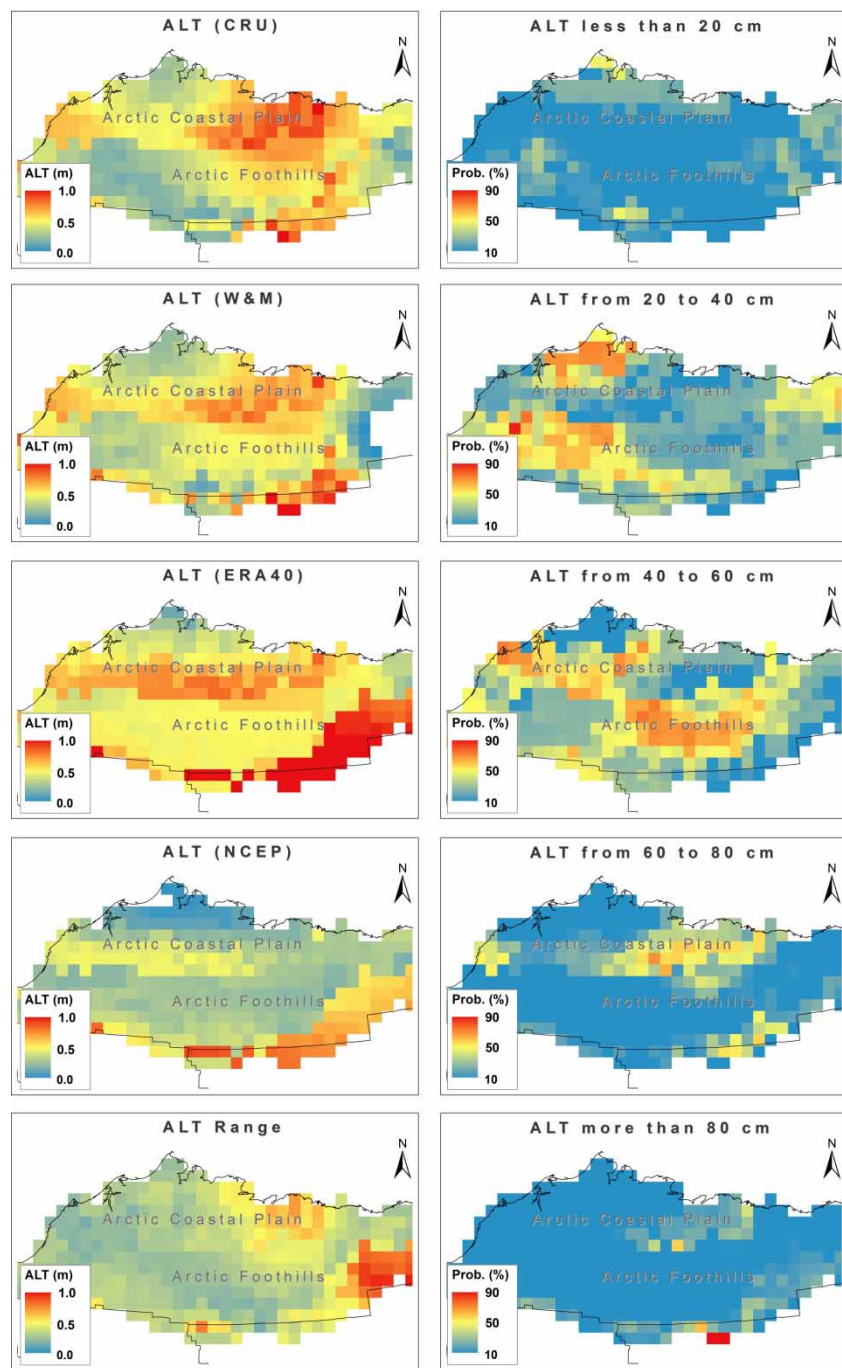 ALT (CRU)
N
Arctic Coastal Plain
Arctic Foothills
ALT (m)
1.0
0.5
0.0
ALT less than 20 cm
N
Arctic Coastal Plain
Arctic Foothills
Prob. (%)
90
50
10
ALT (W&M)
N
Arctic Coastal Plain
Arctic Foothills
ALT (m)
1.0
0.5
0.0
ALT from 20 to 40 cm
N
Arctic Coastal Plain
Arctic Foothills
Prob. (%)
90
50
10
ALT (ERA40)
N
Arctic Coastal Plain
Arctic Foothills
ALT (m)
1.0
0.5
0.0
ALT from 40 to 60 cm
N
Arctic Coastal Plain
Arctic Foothills
Prob. (%)
90
50
10
ALT (NCEP)
N
Arctic Coastal Plain
Arctic Foothills
ALT (m)
1.0
0.5
0.0
ALT from 60 to 80 cm
N
Arctic Coastal Plain
Arctic Foothills
Prob. (%)
90
50
10
ALT Range
N
Arctic Coastal Plain
Arctic Foothills
ALT (m)
1.0
0.5
0.0
ALT more than 80 cm
N
Arctic Coastal Plain
Arctic Foothills
Prob. (%)
90
50
10